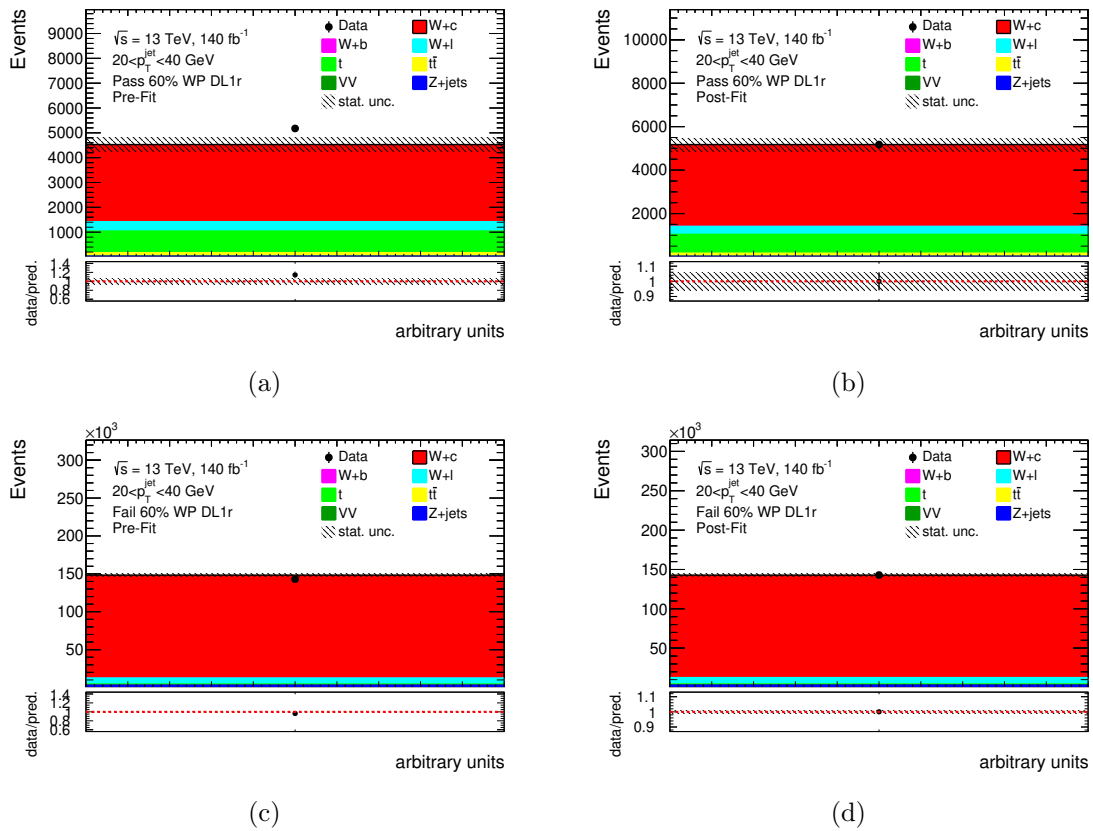 Events
9000
8000
7000
6000
5000
4000
3000
2000
1000
√s = 13 TeV, 140 fb⁻¹
20<p_T^jet<40 GeV
Pass 60% WP DL1r
Pre-Fit
Data
W+b
t
VV
stat. unc.
W+c
W+l
tt̄
Z+jets
data/pred.
1.4
1.2
1
0.8
0.6
arbitrary units
(a)
Events
10000
8000
6000
4000
2000
√s = 13 TeV, 140 fb⁻¹
20<p_T^jet<40 GeV
Pass 60% WP DL1r
Post-Fit
Data
W+b
t
VV
stat. unc.
W+c
W+l
tt̄
Z+jets
data/pred.
1.1
1
0.9
arbitrary units
(b)
×10³
Events
300
250
200
150
100
50
√s = 13 TeV, 140 fb⁻¹
20<p_T^jet<40 GeV
Fail 60% WP DL1r
Pre-Fit
Data
W+b
t
VV
stat. unc.
W+c
W+l
tt̄
Z+jets
data/pred.
1.4
1.2
1
0.8
0.6
arbitrary units
(c)
×10³
Events
300
250
200
150
100
50
√s = 13 TeV, 140 fb⁻¹
20<p_T^jet<40 GeV
Fail 60% WP DL1r
Post-Fit
Data
W+b
t
VV
stat. unc.
W+c
W+l
tt̄
Z+jets
data/pred.
1.1
1
0.9
arbitrary units
(d)